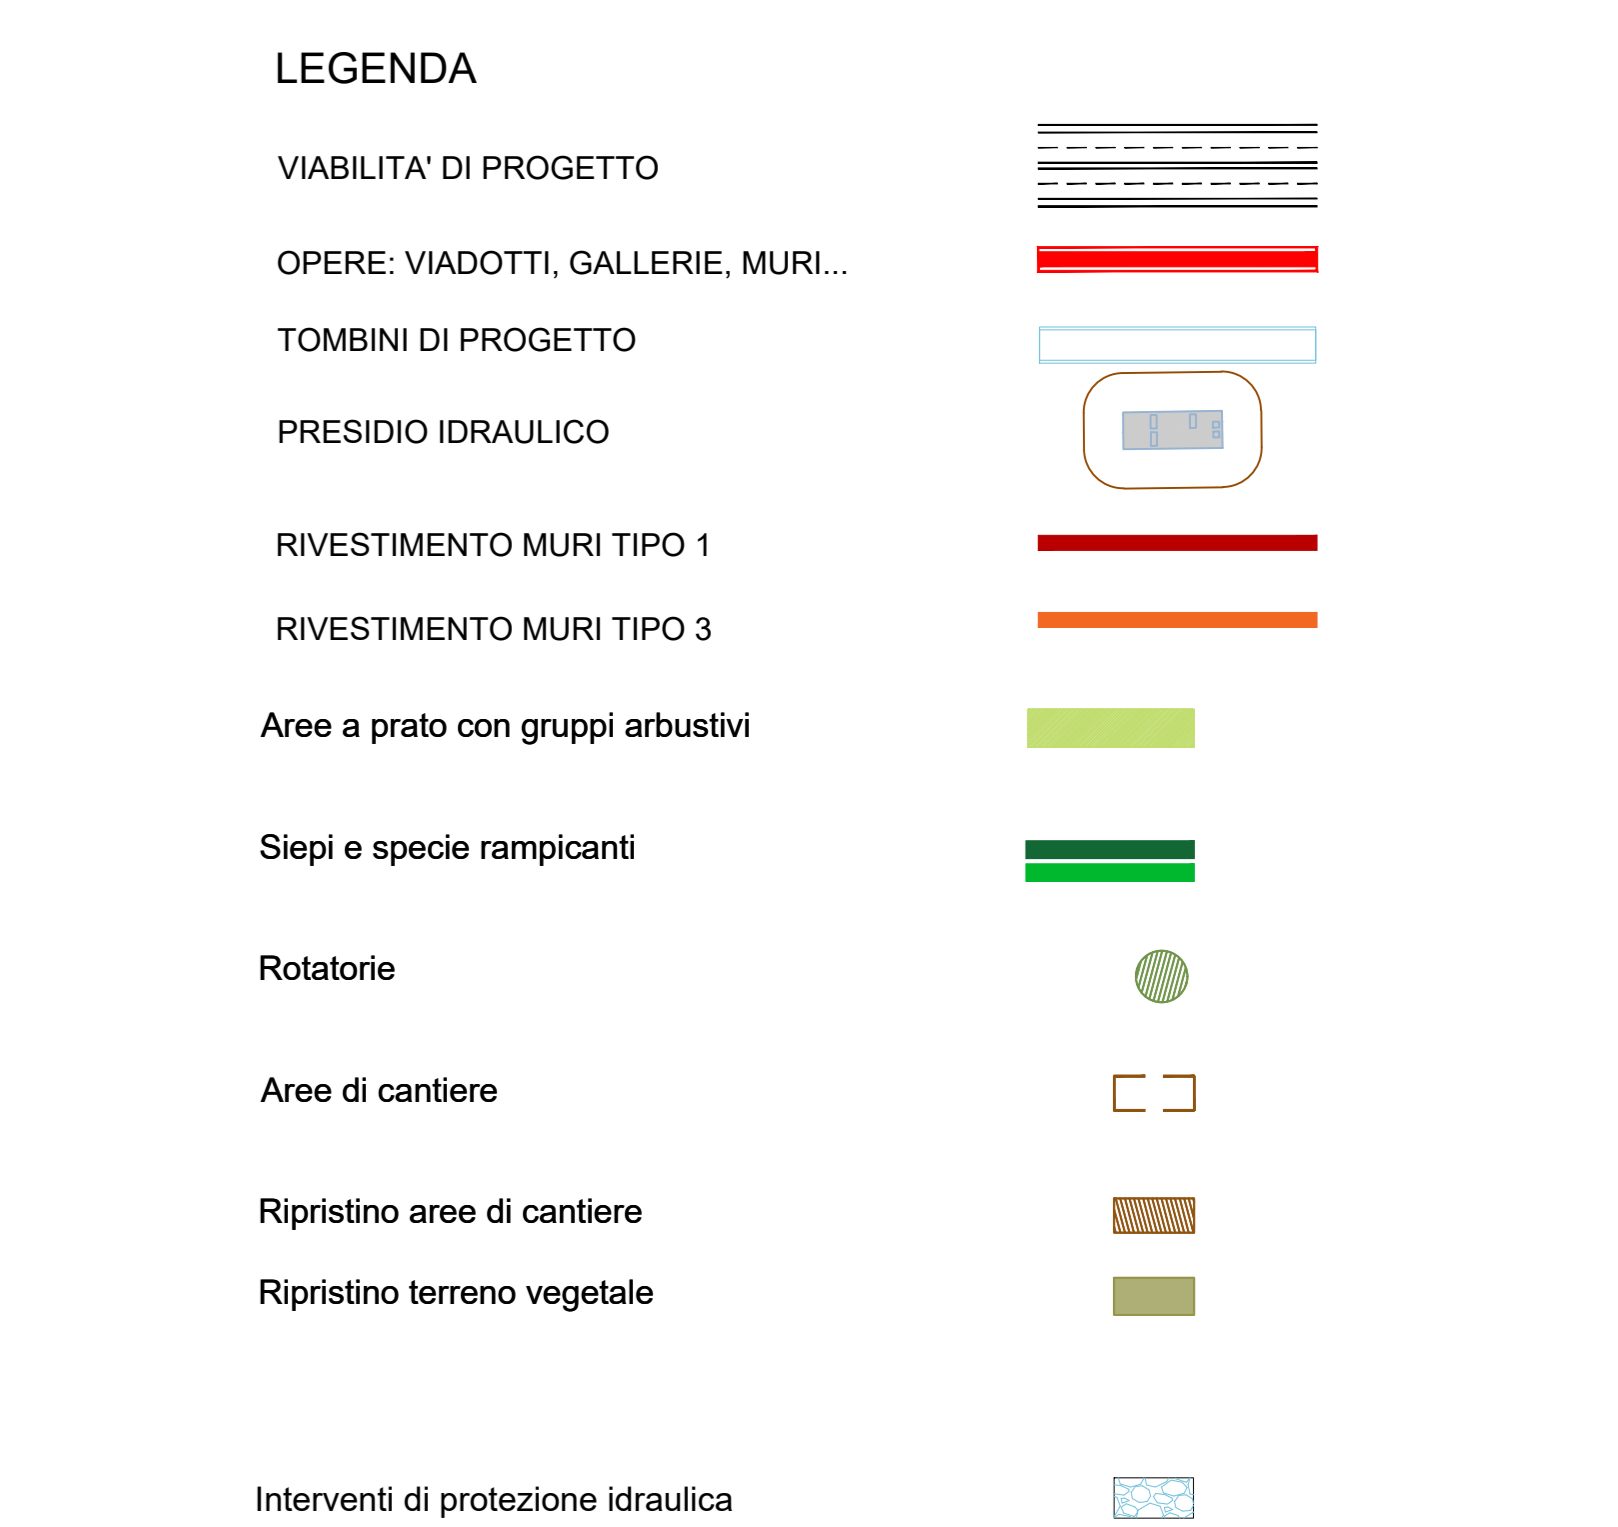 LEGENDA
VIABILITA' DI PROGETTO
OPERE: VIADOTTI, GALLERIE, MURI...
TOMBINI DI PROGETTO
PRESIDIO IDRAULICO
RIVESTIMENTO MURI TIPO 1
RIVESTIMENTO MURI TIPO 3
Aree a prato con gruppi arbustivi
Siepi e specie rampicanti
Rotatorie
Aree di cantiere
Ripristino aree di cantiere
Ripristino terreno vegetale
Interventi di protezione idraulica